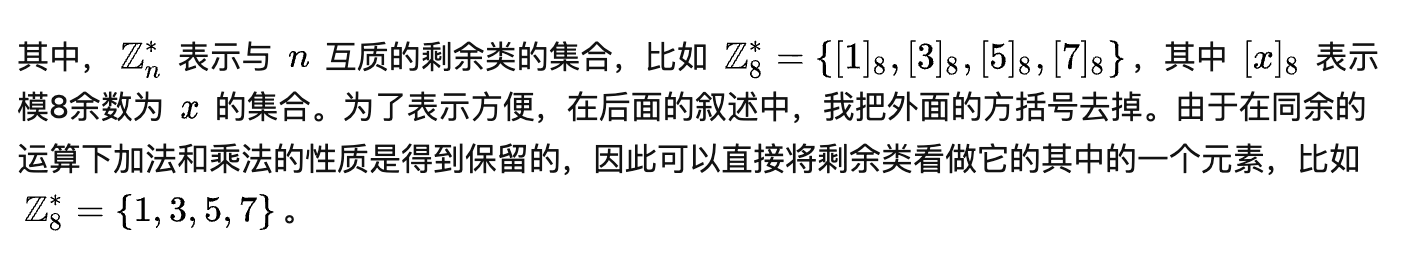 其中， $\mathbb{Z}_n^*$ 表示与 $n$ 互质的剩余类的集合，比如 $\mathbb{Z}_8^* = \{[1]_8, [3]_8, [5]_8, [7]_8\}$，其中 $[x]_8$ 表示
模8余数为 $x$ 的集合。为了表示方便，在后面的叙述中，我把外面的方括号去掉。由于在同余的
运算下加法和乘法的性质是得到保留的，因此可以直接将剩余类看做它的其中的一个元素，比如
$\mathbb{Z}_8^* = \{1, 3, 5, 7\}$。